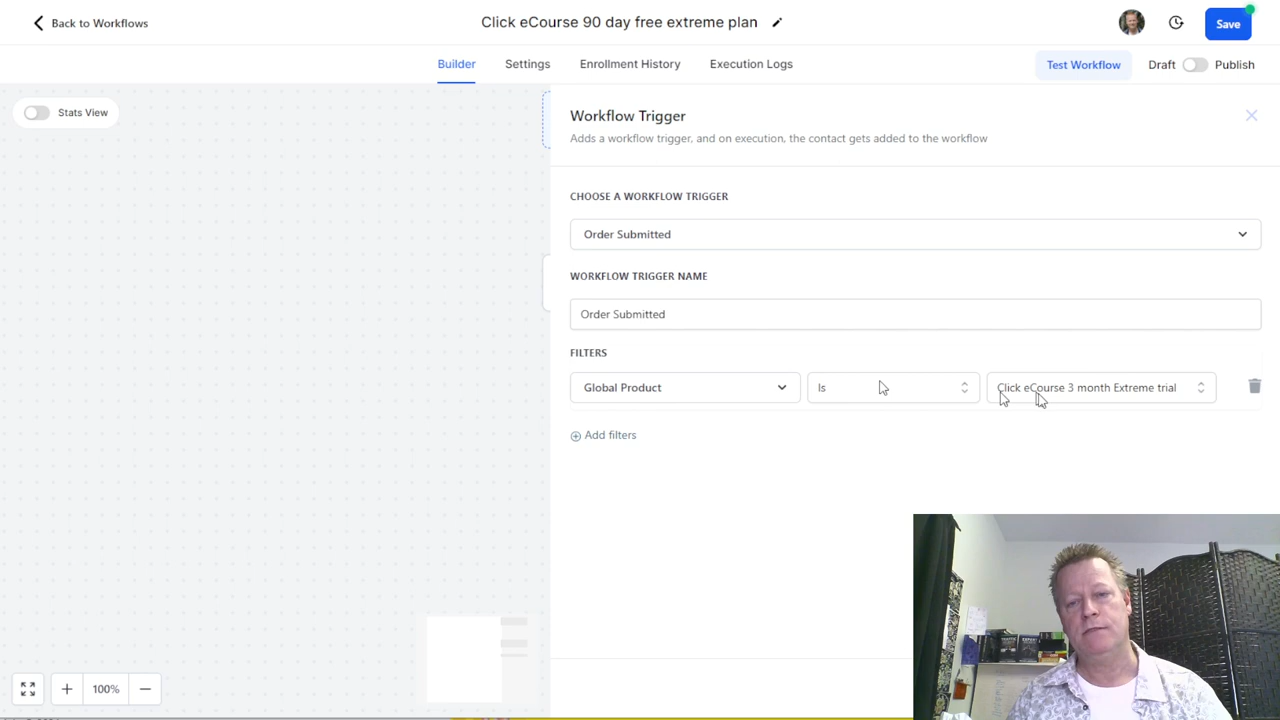 Back to Workflows
Click eCourse 90 day free extreme plan
Save
Builder
Settings
Enrollment History
Execution Logs
Test Workflow
Draft
Publish
Stats View
Workflow Trigger
Adds a workflow trigger, and on execution, the contact gets added to the workflow
CHOOSE A WORKFLOW TRIGGER
Order Submitted
WORKFLOW TRIGGER NAME
Order Submitted
FILTERS
Global Product
Is
Click eCourse 3 month Extreme trial
Add filters
100%